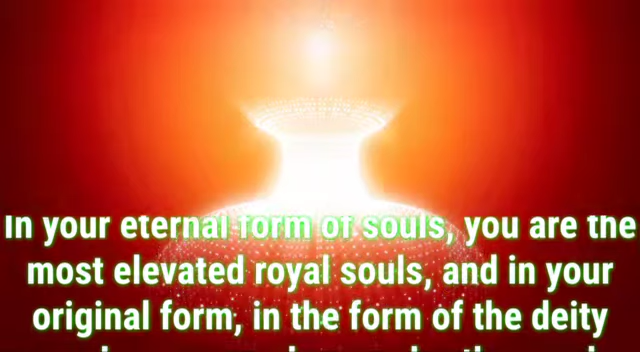 In your eternal form of souls, you are the
most elevated royal souls, and in your
original form, in the form of the deity